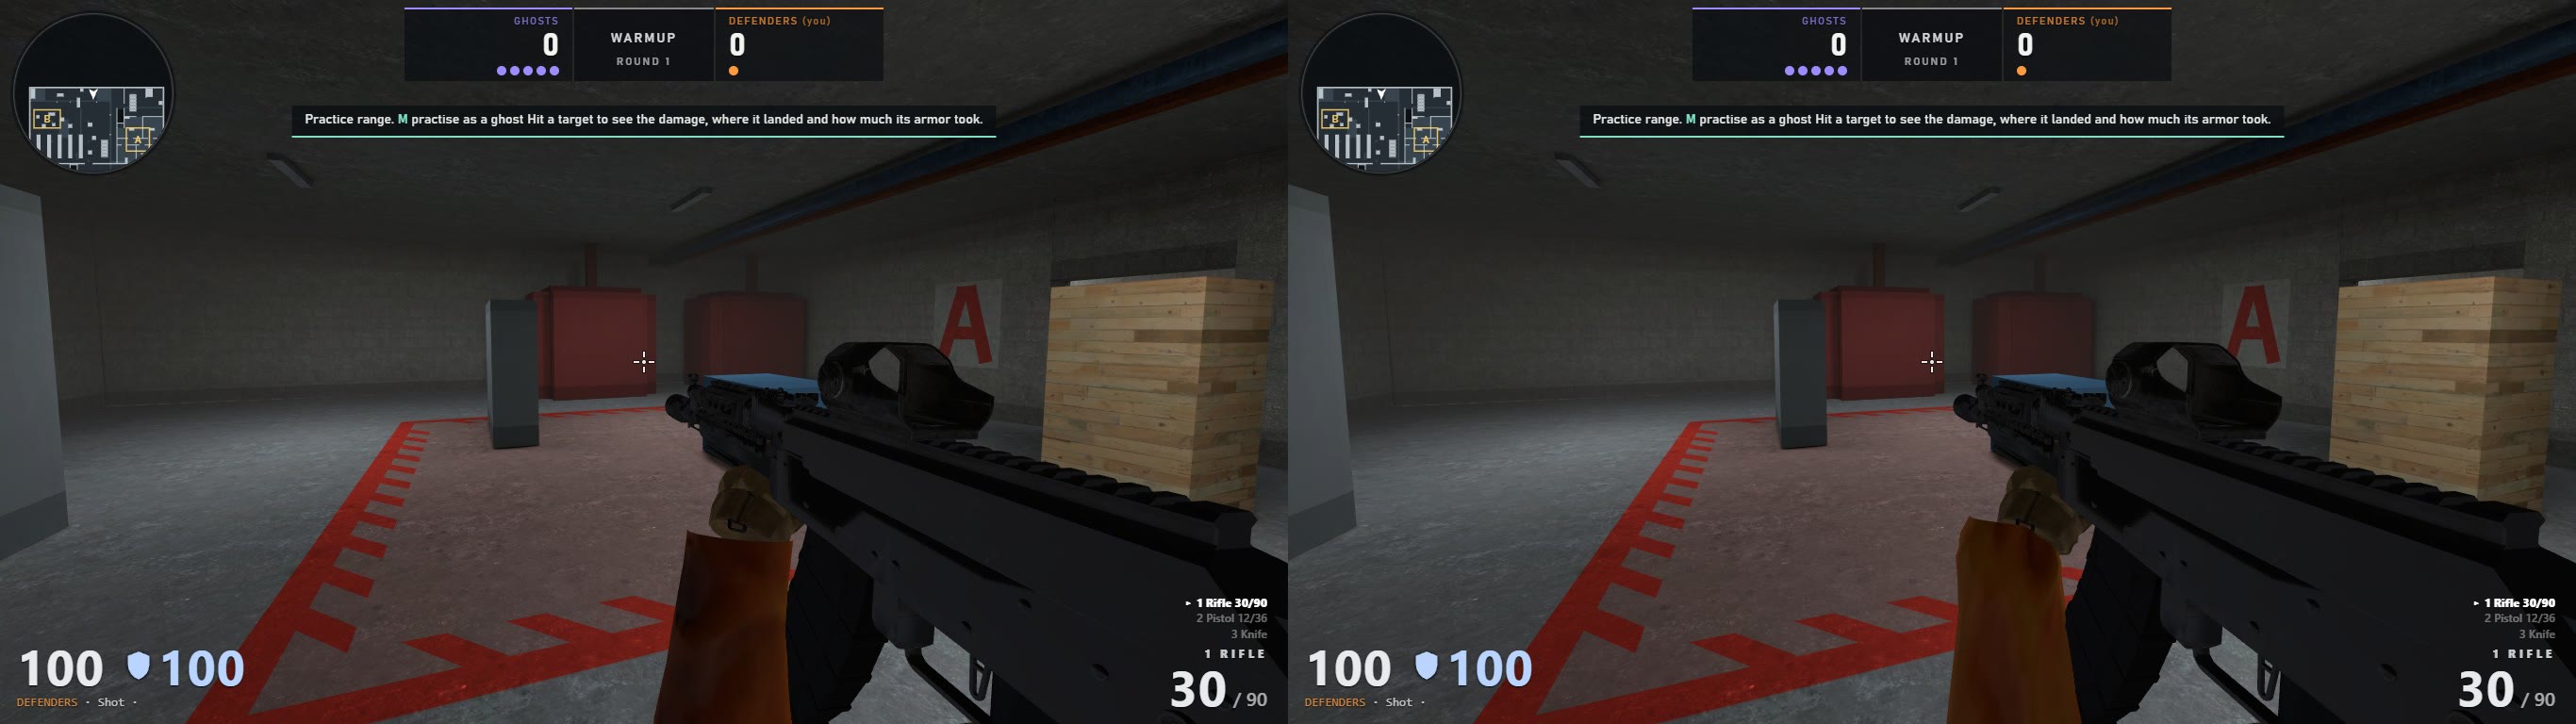 GHOSTS
0
WARMUP
ROUND 1
DEFENDERS (you)
0
B
A
Practice range. M practise as a ghost Hit a target to see the damage, where it landed and how much its armor took.
A
▸ 1 Rifle 30/90
2 Pistol 12/36
3 Knife
1 RIFLE
30 / 90
100 100
DEFENDERS · Shot ·
GHOSTS
0
WARMUP
ROUND 1
DEFENDERS (you)
0
B
A
Practice range. M practise as a ghost Hit a target to see the damage, where it landed and how much its armor took.
A
▸ 1 Rifle 30/90
2 Pistol 12/36
3 Knife
1 RIFLE
30 / 90
100 100
DEFENDERS · Shot ·